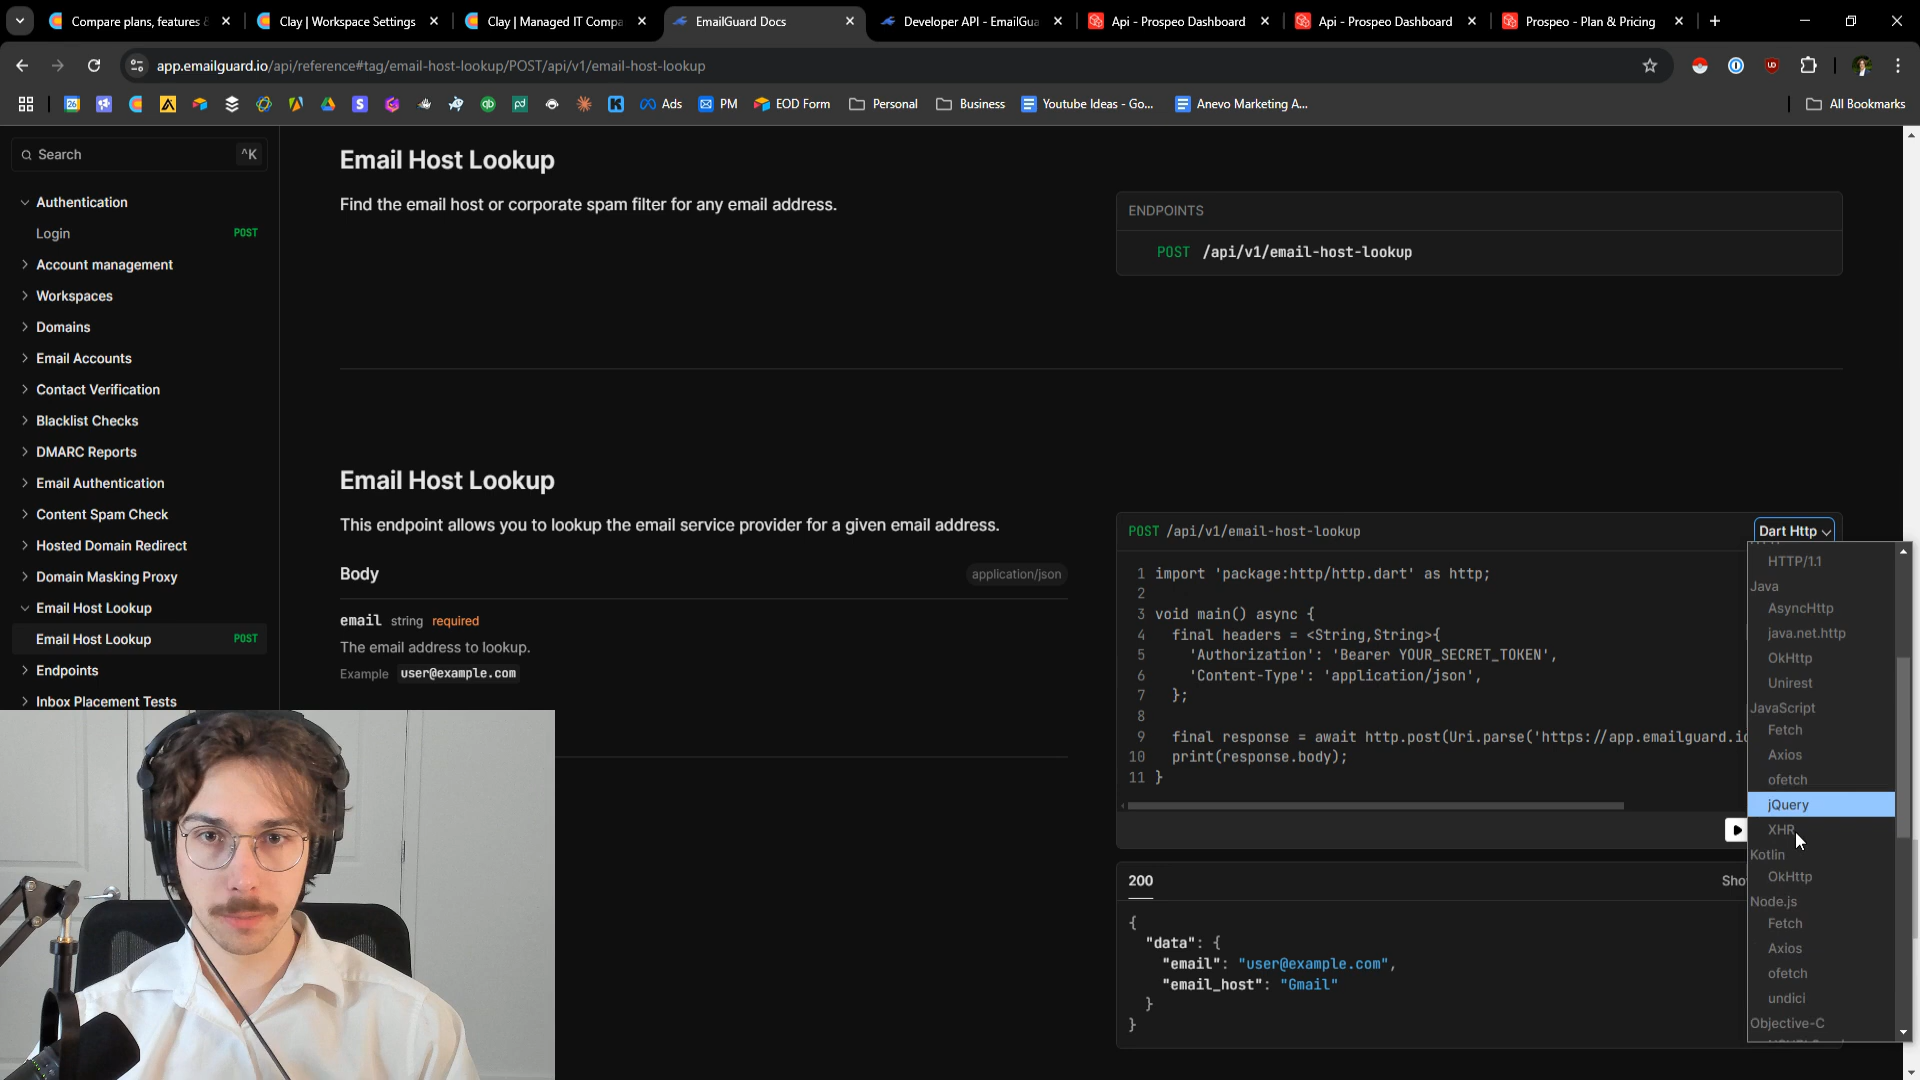 Compare plans, features &
Clay | Workspace Settings
Clay | Managed IT Compa
EmailGuard Docs
Developer API - EmailGua
Api - Prospeo Dashboard
Api - Prospeo Dashboard
Prospeo - Plan & Pricing
app.emailguard.io/api/reference#tag/email-host-lookup/POST/api/v1/email-host-lookup
Ads
PM
EOD Form
Personal
Business
Youtube Ideas - Go...
Anevo Marketing A...
All Bookmarks
Search
^K
Authentication
Login
POST
Account management
Workspaces
Domains
Email Accounts
Contact Verification
Blacklist Checks
DMARC Reports
Email Authentication
Content Spam Check
Hosted Domain Redirect
Domain Masking Proxy
Email Host Lookup
Email Host Lookup
POST
Endpoints
Inbox Placement Tests
Email Host Lookup
Find the email host or corporate spam filter for any email address.
ENDPOINTS
POST /api/v1/email-host-lookup
Email Host Lookup
This endpoint allows you to lookup the email service provider for a given email address.
Body
application/json
email string required
The email address to lookup.
Example user@example.com
POST /api/v1/email-host-lookup
Dart Http
1 import 'package:http/http.dart' as http;
2
3 void main() async {
4 final headers = <String,String>{
5 'Authorization': 'Bearer YOUR_SECRET_TOKEN',
6 'Content-Type': 'application/json',
7 };
8
9 final response = await http.post(Uri.parse('https://app.emailguard.io
10 print(response.body);
11 }
200
Sho
{
"data": {
"email": "user@example.com",
"email_host": "Gmail"
}
}
HTTP/1.1
Java
AsyncHttp
java.net.http
OkHttp
Unirest
JavaScript
Fetch
Axios
ofetch
jQuery
XHR
Kotlin
OkHttp
Node.js
Fetch
Axios
ofetch
undici
Objective-C